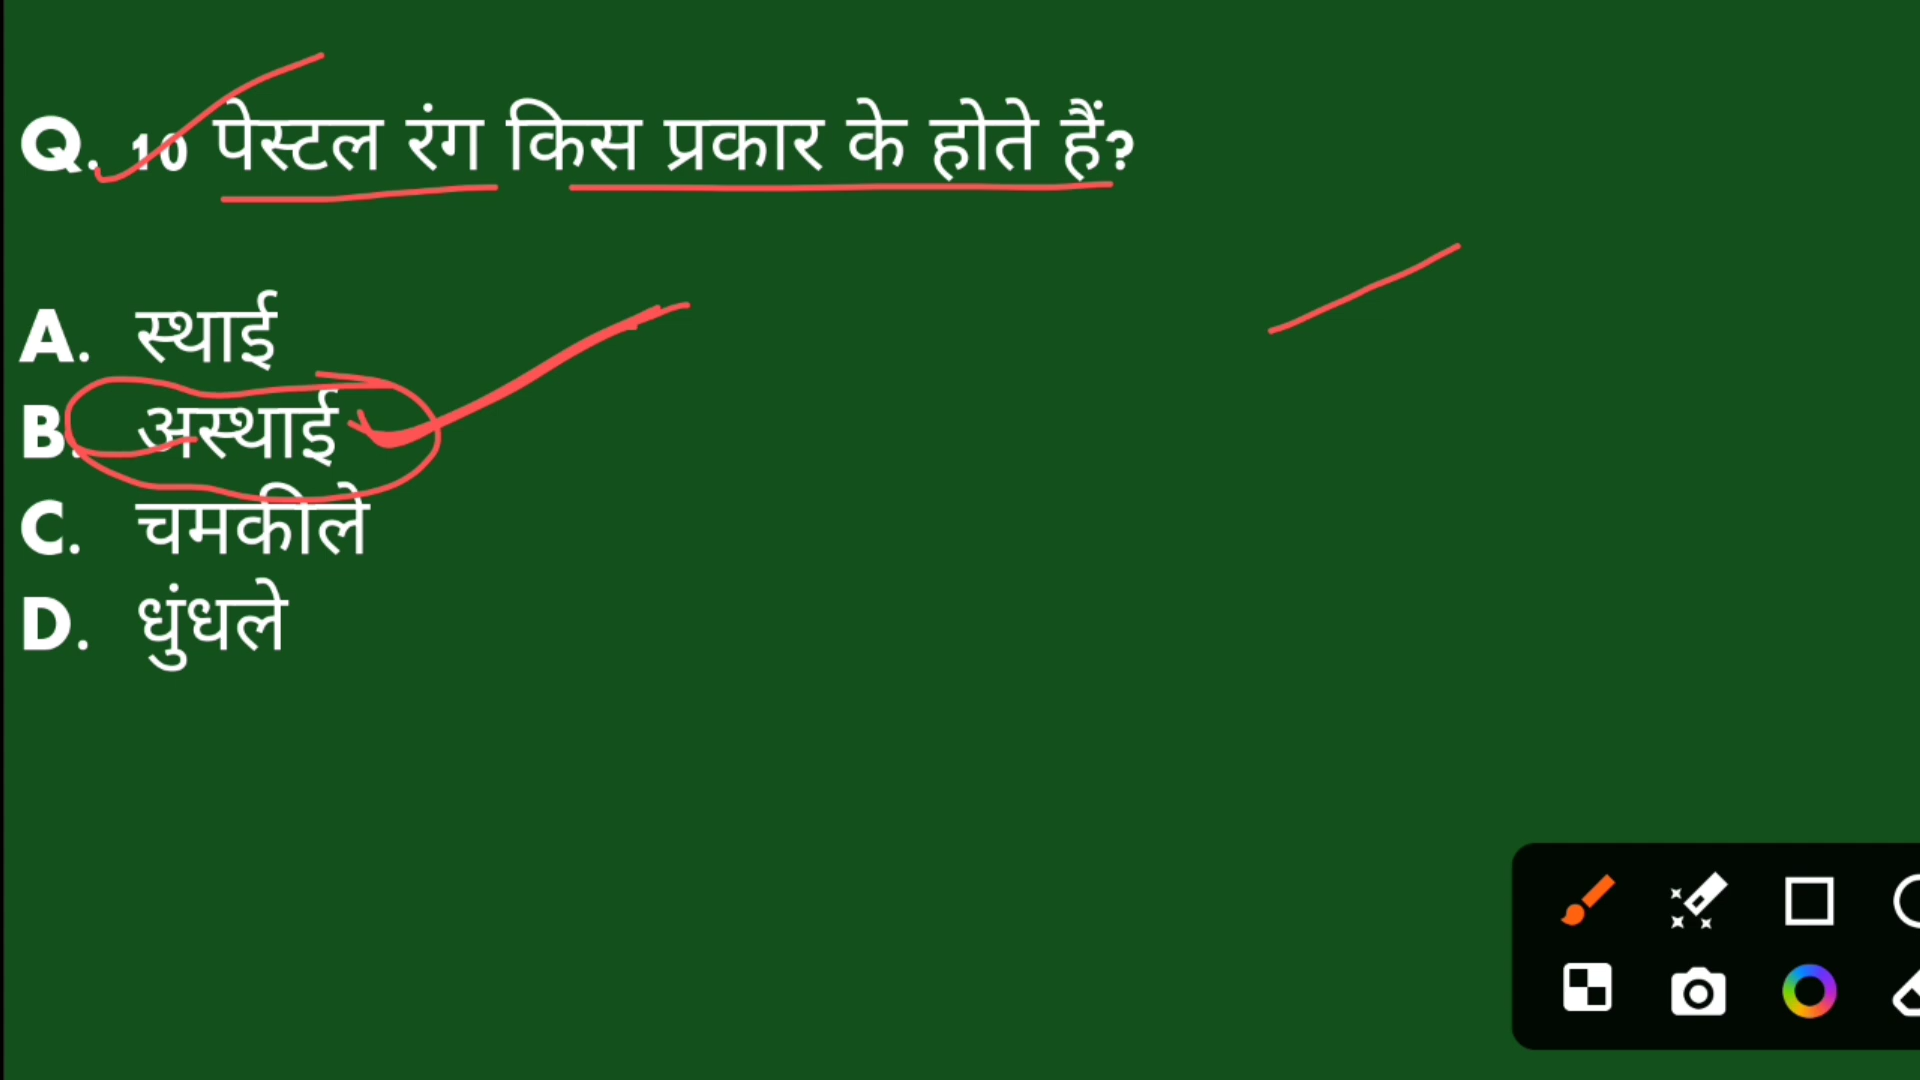 Q. 10 पेस्टल रंग किस प्रकार के होते हैं?
A. स्थाई
B. अस्थाई
C. चमकीले
D. धुंधले